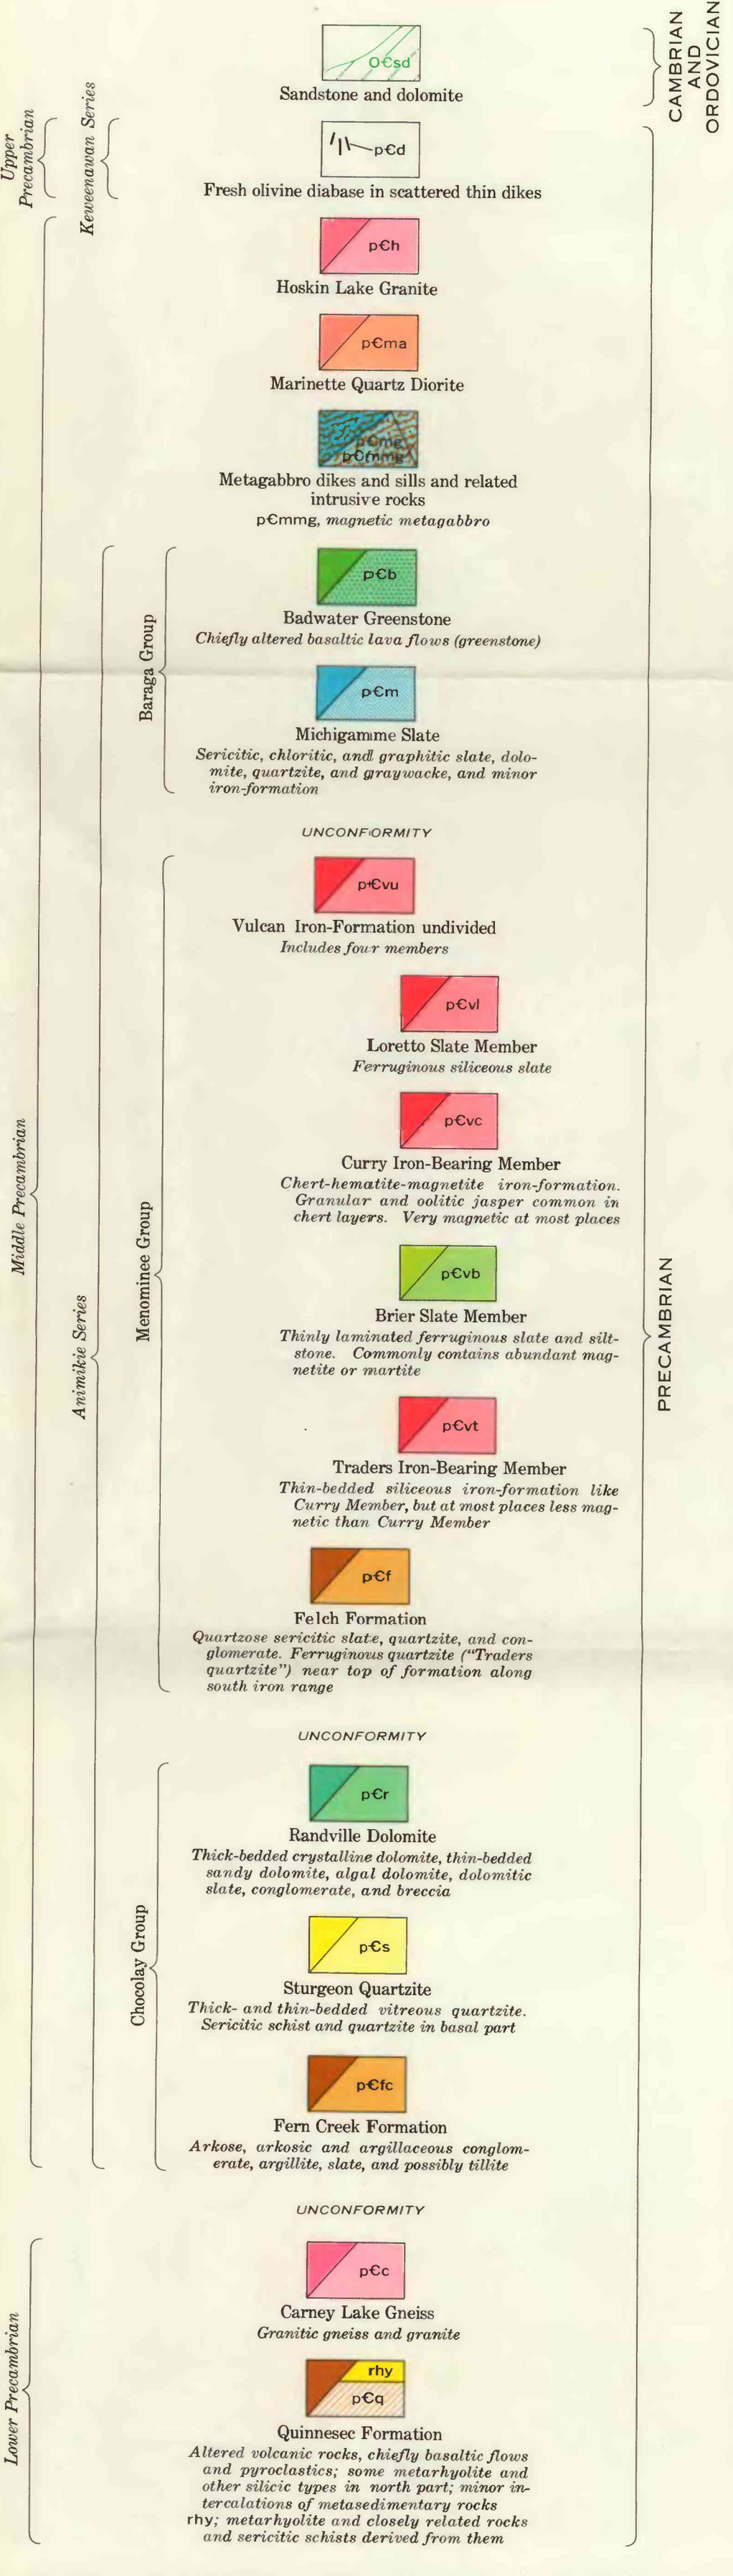 CAMBRIAN
AND
ORDOVICIAN
O€sd
Sandstone and dolomite
Upper
Precambrian
Keweenawan Series
p€d
Fresh olivine diabase in scattered thin dikes
p€h
Hoskin Lake Granite
p€ma
Marinette Quartz Diorite
p€mg
p€mmg
Metagabbro dikes and sills and related
intrusive rocks
p€mmg, magnetic metagabbro
Middle Precambrian
Animikie Series
PRECAMBRIAN
Baraga Group
p€b
Badwater Greenstone
Chiefly altered basaltic lava flows (greenstone)
p€m
Michigamme Slate
Sericitic, chloritic, and graphitic slate, dolo-
mite, quartzite, and graywacke, and minor
iron-formation
UNCONFORMITY
Menominee Group
p€vu
Vulcan Iron-Formation undivided
Includes four members
p€vl
Loretto Slate Member
Ferruginous siliceous slate
p€vc
Curry Iron-Bearing Member
Chert-hematite-magnetite iron-formation.
Granular and oolitic jasper common in
chert layers. Very magnetic at most places
p€vb
Brier Slate Member
Thinly laminated ferruginous slate and silt-
stone. Commonly contains abundant mag-
netite or martite
p€vt
Traders Iron-Bearing Member
Thin-bedded siliceous iron-formation like
Curry Member, but at most places less mag-
netic than Curry Member
p€f
Felch Formation
Quartzose sericitic slate, quartzite, and con-
glomerate. Ferruginous quartzite ("Traders
quartzite") near top of formation along
south iron range
UNCONFORMITY
Chocolay Group
p€r
Randville Dolomite
Thick-bedded crystalline dolomite, thin-bedded
sandy dolomite, algal dolomite, dolomitic
slate, conglomerate, and breccia
p€s
Sturgeon Quartzite
Thick- and thin-bedded vitreous quartzite.
Sericitic schist and quartzite in basal part
p€fc
Fern Creek Formation
Arkose, arkosic and argillaceous conglom-
erate, argillite, slate, and possibly tillite
UNCONFORMITY
Lower Precambrian
p€c
Carney Lake Gneiss
Granitic gneiss and granite
rhy
p€q
Quinnesec Formation
Altered volcanic rocks, chiefly basaltic flows
and pyroclastics; some metarhyolite and
other silicic types in north part; minor in-
tercalations of metasedimentary rocks
rhy; metarhyolite and closely related rocks
and sericitic schists derived from them